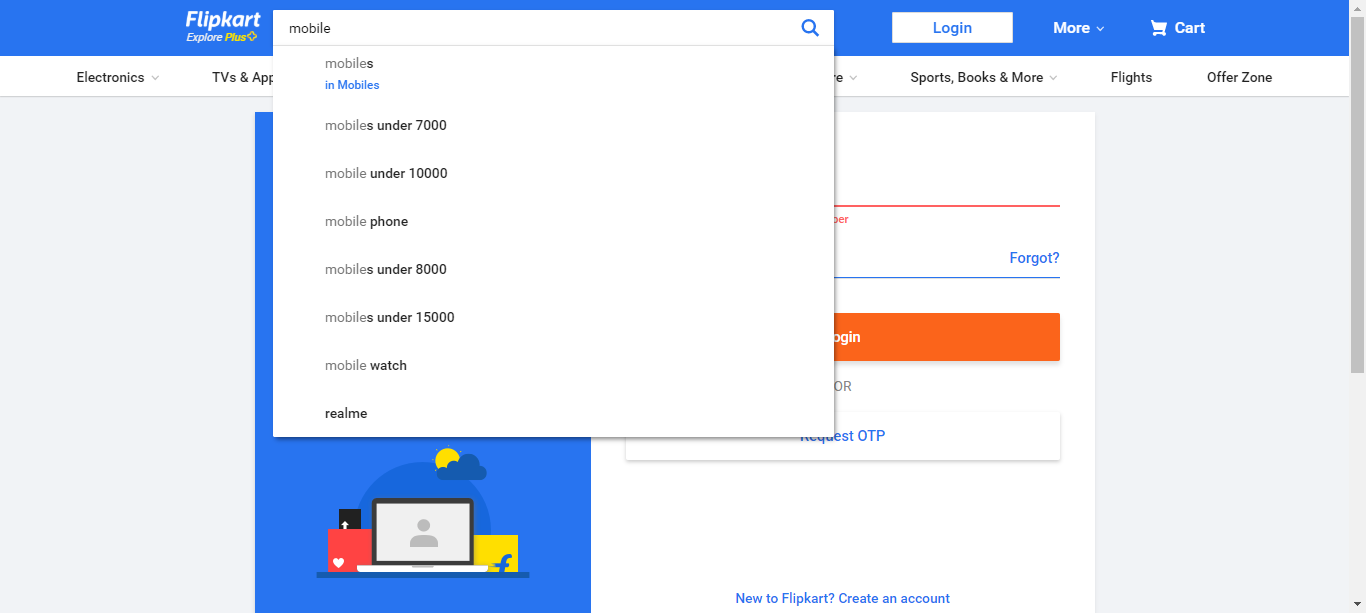 Flipkart
Explore Plus
mobile
Login
More
Cart
Electronics
TVs & App
Sports, Books & More
Flights
Offer Zone
mobiles
in Mobiles
mobiles under 7000
mobile under 10000
mobile phone
mobiles under 8000
mobiles under 15000
mobile watch
realme
Forgot?
ogin
OR
Request OTP
New to Flipkart? Create an account